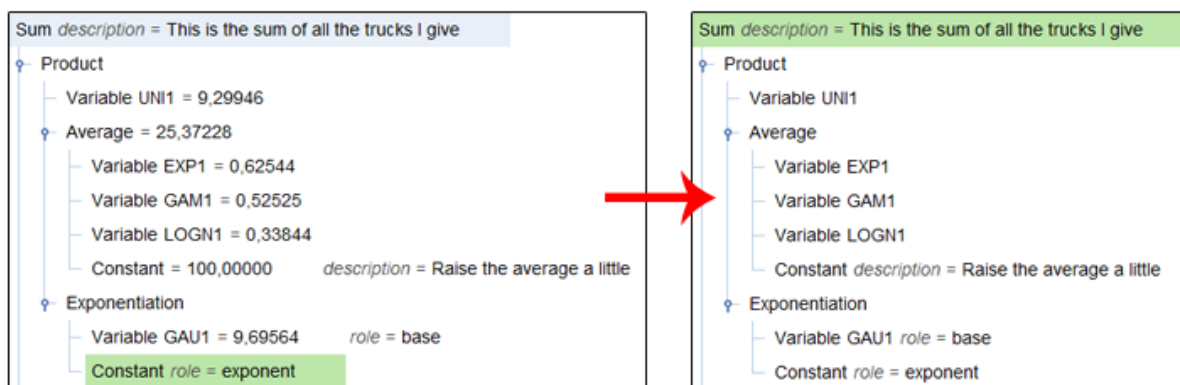 Sum description = This is the sum of all the trucks I give
Product
Variable UNI1 = 9,29946
Average = 25,37228
Variable EXP1 = 0,62544
Variable GAM1 = 0,52525
Variable LOGN1 = 0,33844
Constant = 100,00000 description = Raise the average a little
Exponentiation
Variable GAU1 = 9,69564 role = base
Constant role = exponent
Sum description = This is the sum of all the trucks I give
Product
Variable UNI1
Average
Variable EXP1
Variable GAM1
Variable LOGN1
Constant description = Raise the average a little
Exponentiation
Variable GAU1 role = base
Constant role = exponent